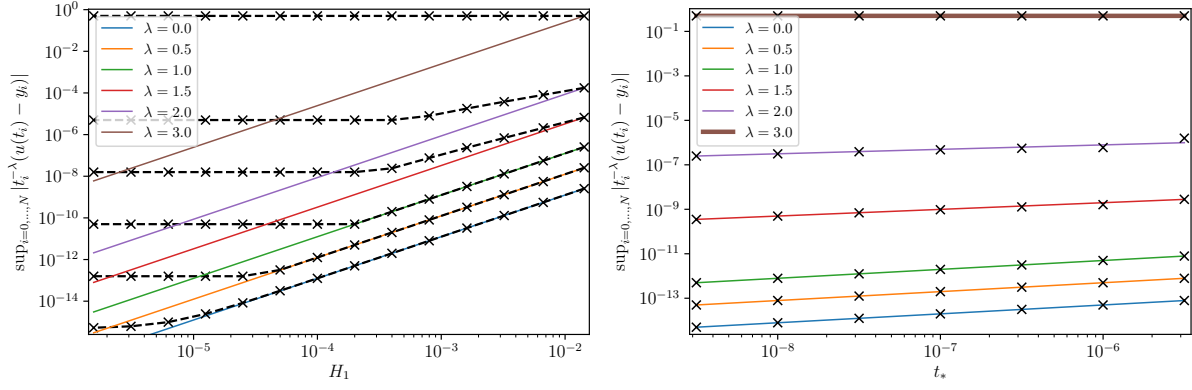 sup_{i=0,...,N} |t_i^{-λ}(u(t_i) − y_i)|
10^0
10^{-2}
10^{-4}
10^{-6}
10^{-8}
10^{-10}
10^{-12}
10^{-14}
λ = 0.0
λ = 0.5
λ = 1.0
λ = 1.5
λ = 2.0
λ = 3.0
10^{-5} 10^{-4} 10^{-3} 10^{-2}
H_1
sup_{i=0,...,N} |t_i^{-λ}(u(t_i) − y_i)|
10^{-1}
10^{-3}
10^{-5}
10^{-7}
10^{-9}
10^{-11}
10^{-13}
λ = 0.0
λ = 0.5
λ = 1.0
λ = 1.5
λ = 2.0
λ = 3.0
10^{-8} 10^{-7} 10^{-6}
t_*